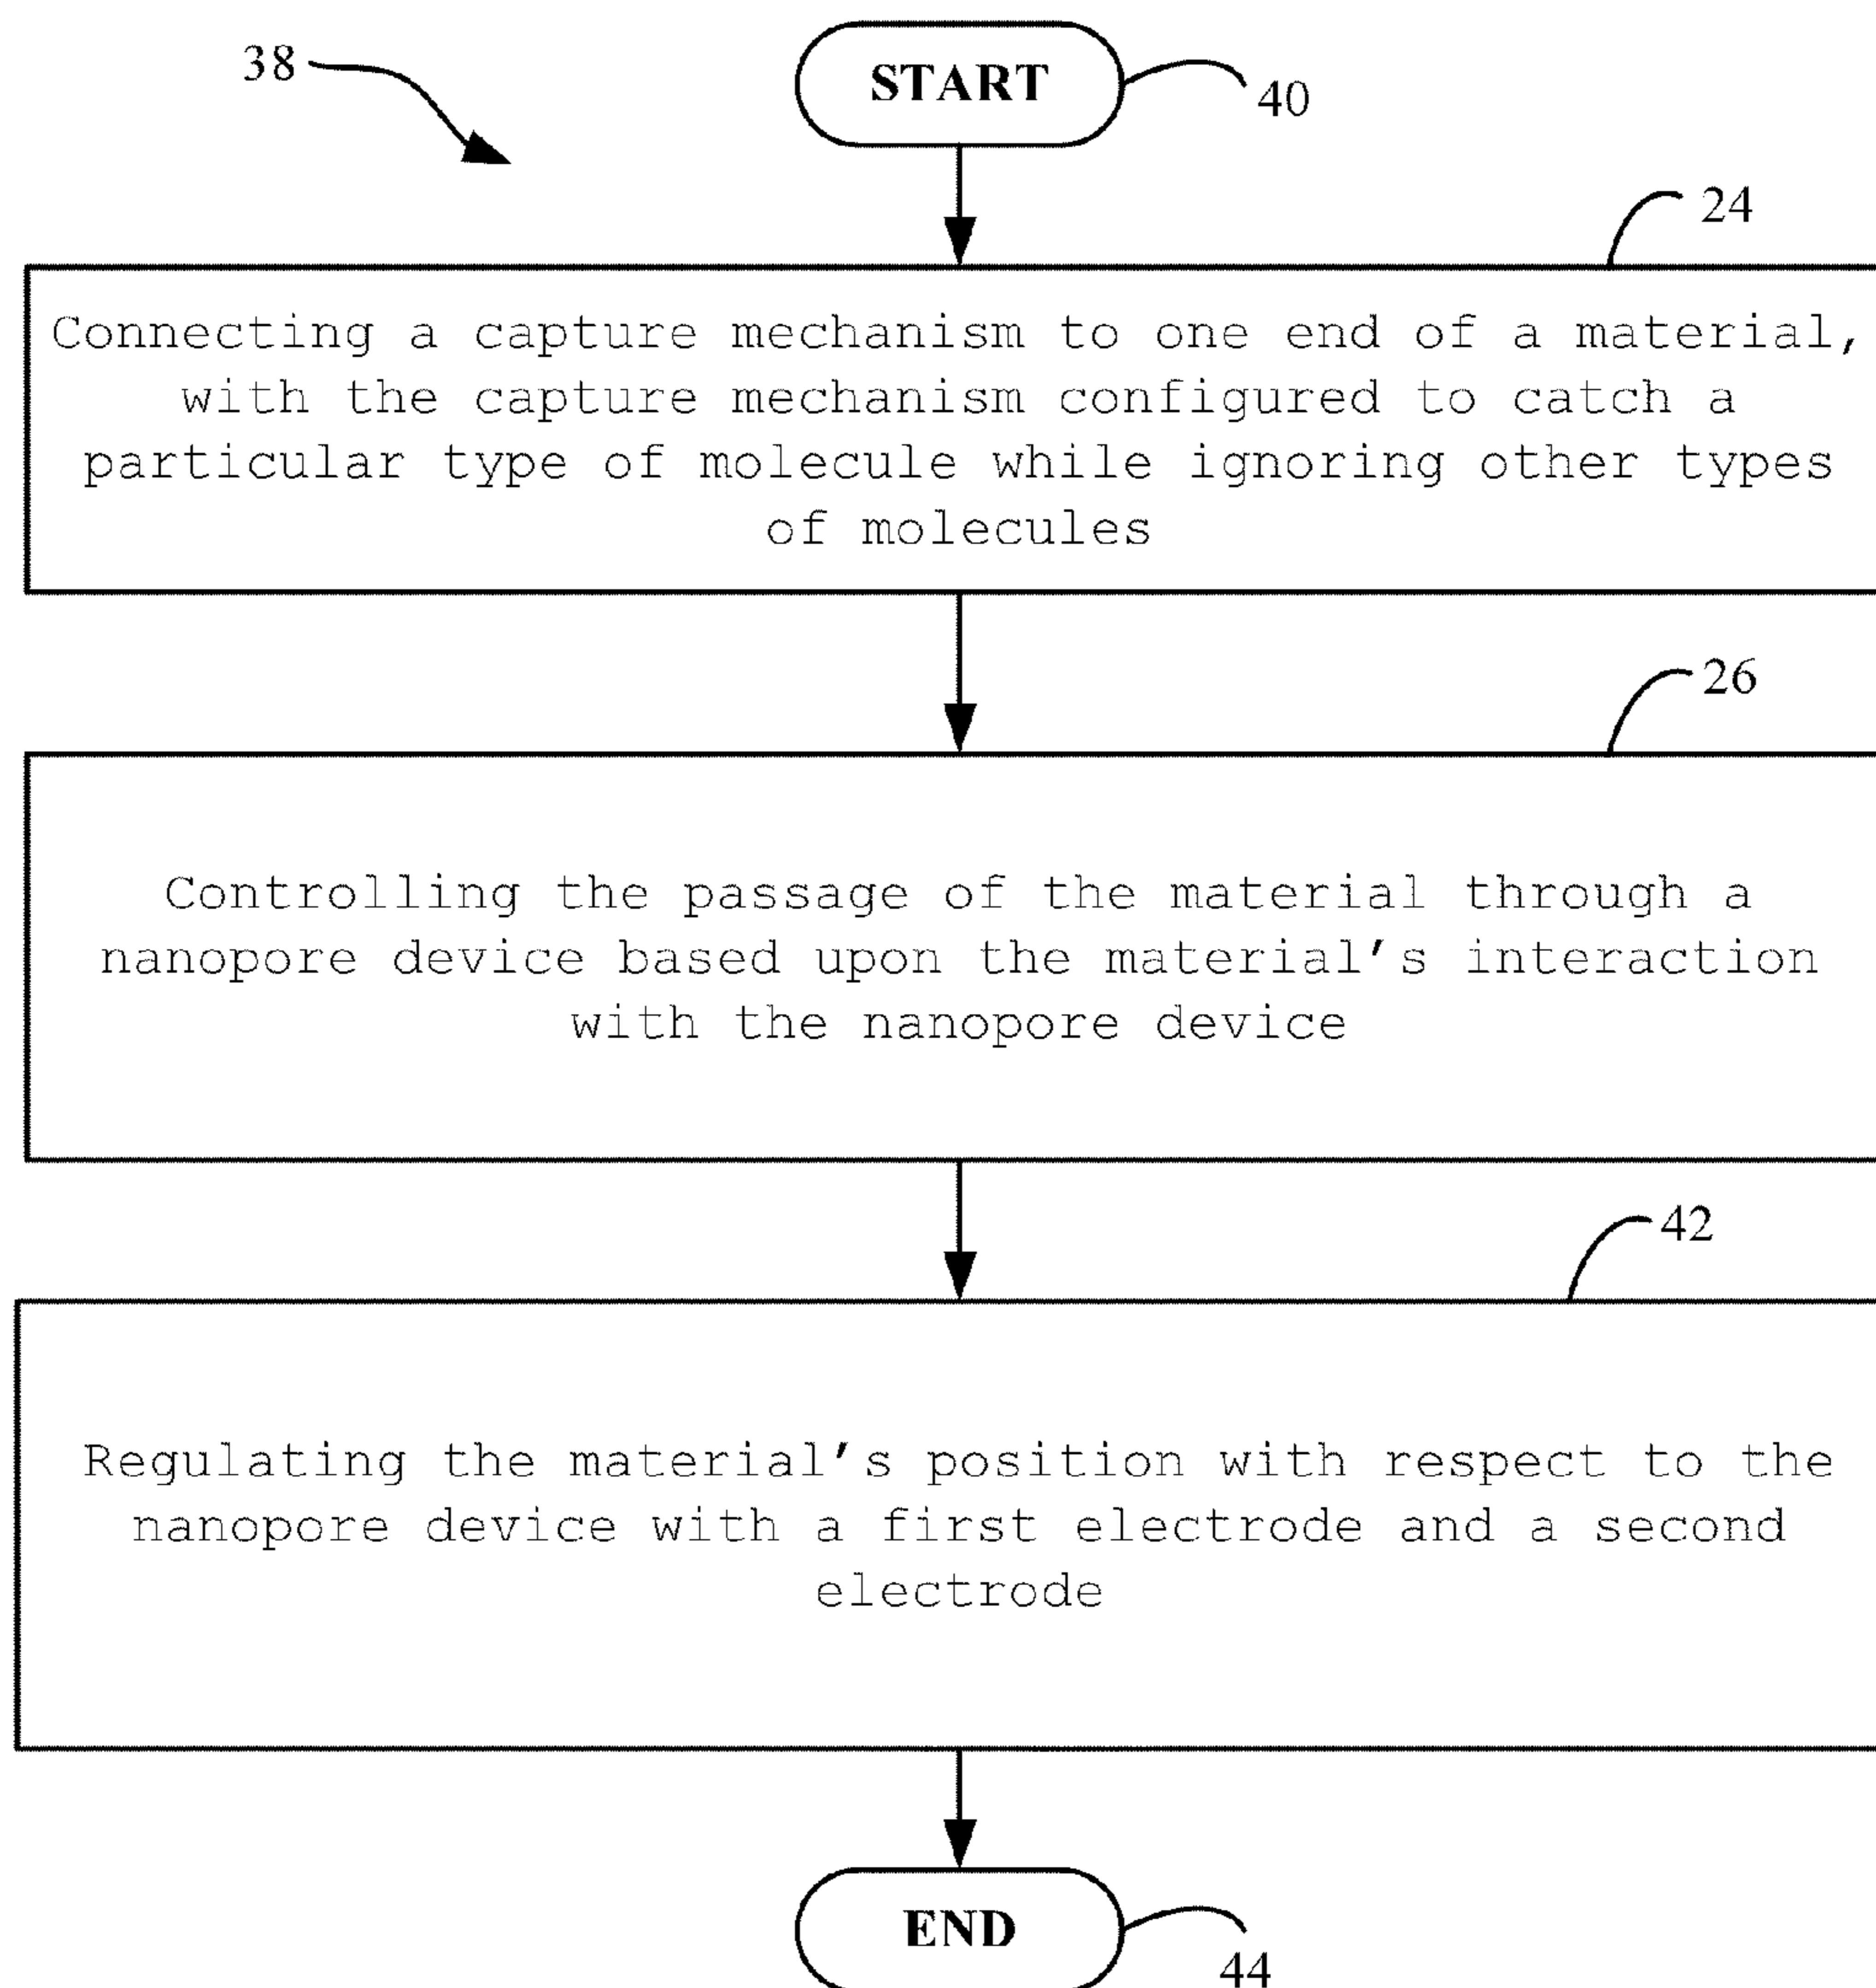 38
START
40
24
Connecting a capture mechanism to one end of a material,
with the capture mechanism configured to catch a
particular type of molecule while ignoring other types
of molecules
26
Controlling the passage of the material through a
nanopore device based upon the material's interaction
with the nanopore device
42
Regulating the material's position with respect to the
nanopore device with a first electrode and a second
electrode
END
44